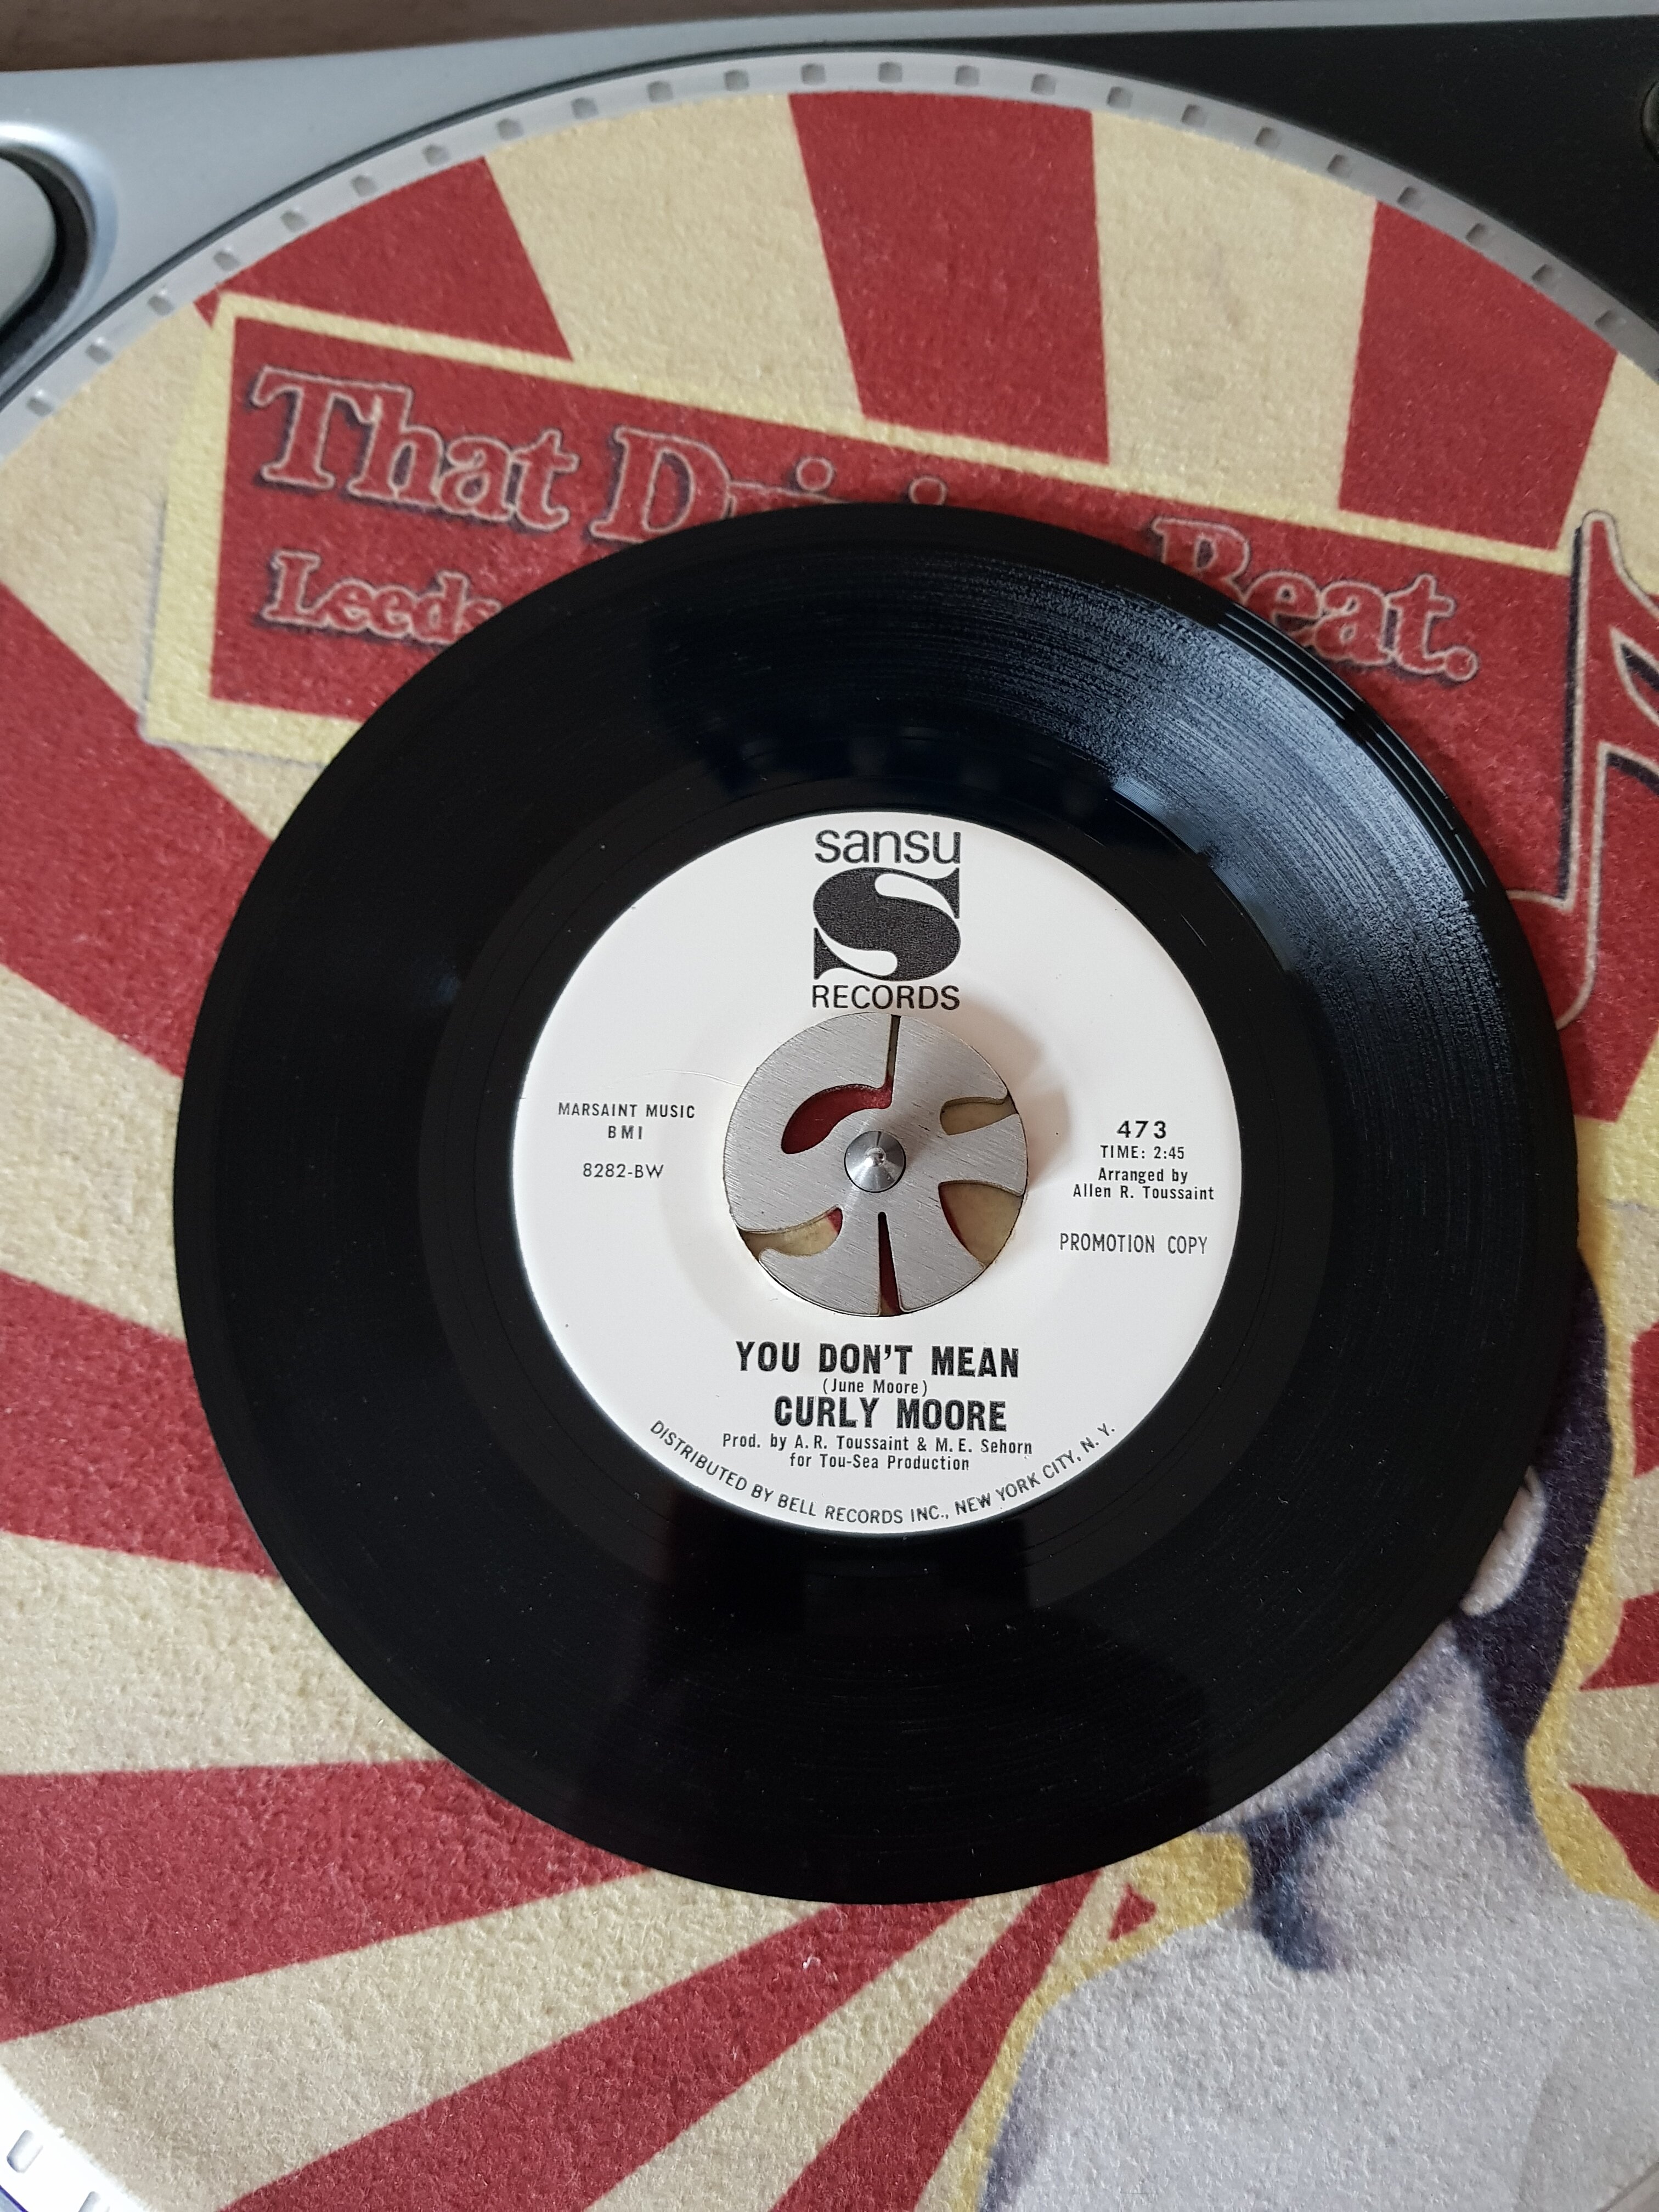 That Beat.
Leeds
sansu
S
RECORDS
MARSAINT MUSIC
BMI
8282-BW
473
TIME: 2:45
Arranged by
Allen R. Toussaint
PROMOTION COPY
YOU DON'T MEAN
(June Moore)
CURLY MOORE
Prod. by A. R. Toussaint & M. E. Sehorn
for Tou-Sea Production
DISTRIBUTED BY BELL RECORDS INC., NEW YORK CITY, N. Y.